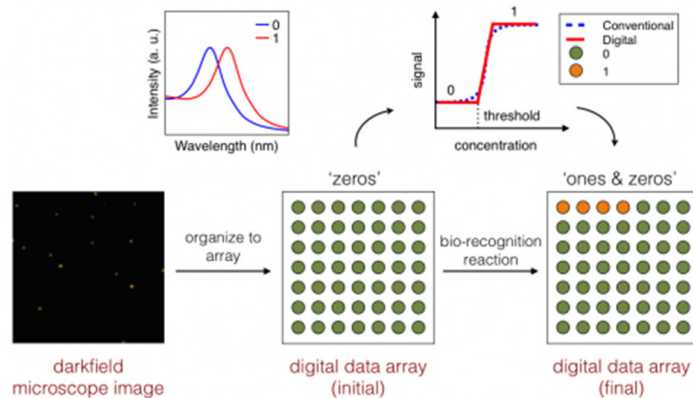 Intensity (a. u.)
0
1
Wavelength (nm)
signal
1
0
threshold
concentration
Conventional
Digital
0
1
'zeros'
'ones & zeros'
organize to
array
bio-recognition
reaction
darkfield
microscope image
digital data array
(initial)
digital data array
(final)